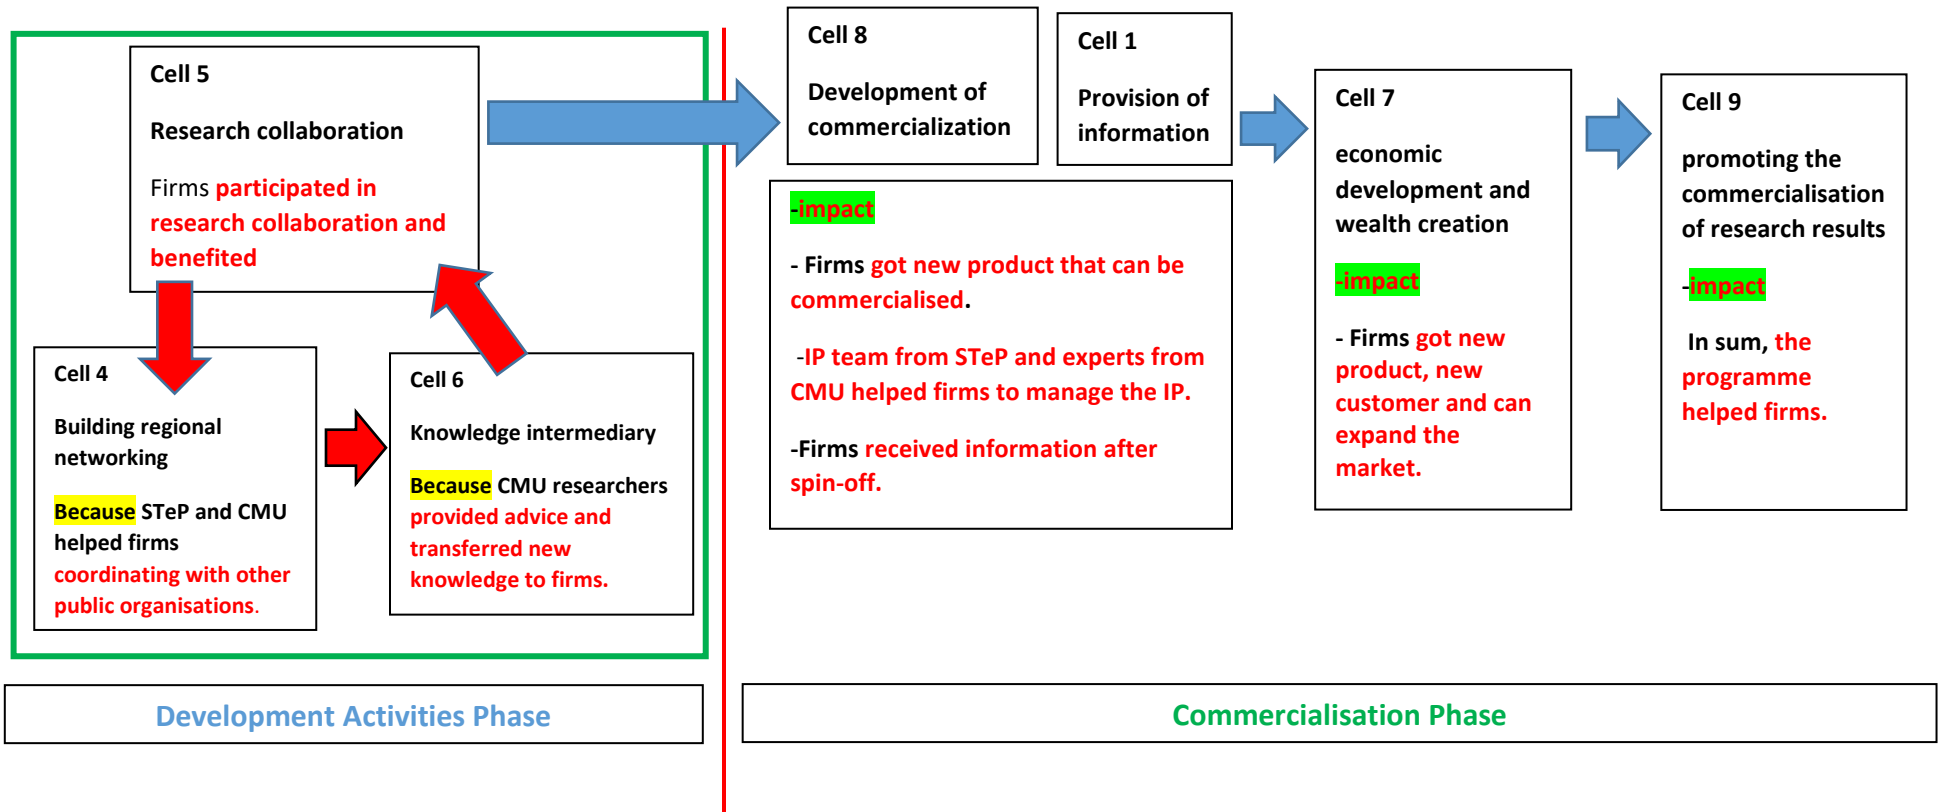 Cell 5
Research collaboration
Firms participated in
research collaboration and
benefited
Cell 4
Building regional
networking
Because STeP and CMU
helped firms
coordinating with other
public organisations.
Cell 6
Knowledge intermediary
Because CMU researchers
provided advice and
transferred new
knowledge to firms.
Development Activities Phase
Cell 8
Development of
commercialization
Cell 1
Provision of
information
-impact
- Firms got new product that can be
commercialised.
-IP team from STeP and experts from
CMU helped firms to manage the IP.
-Firms received information after
spin-off.
Cell 7
economic
development and
wealth creation
-impact
- Firms got new
product, new
customer and can
expand the
market.
Cell 9
promoting the
commercialisation
of research results
-impact
In sum, the
programme
helped firms.
Commercialisation Phase